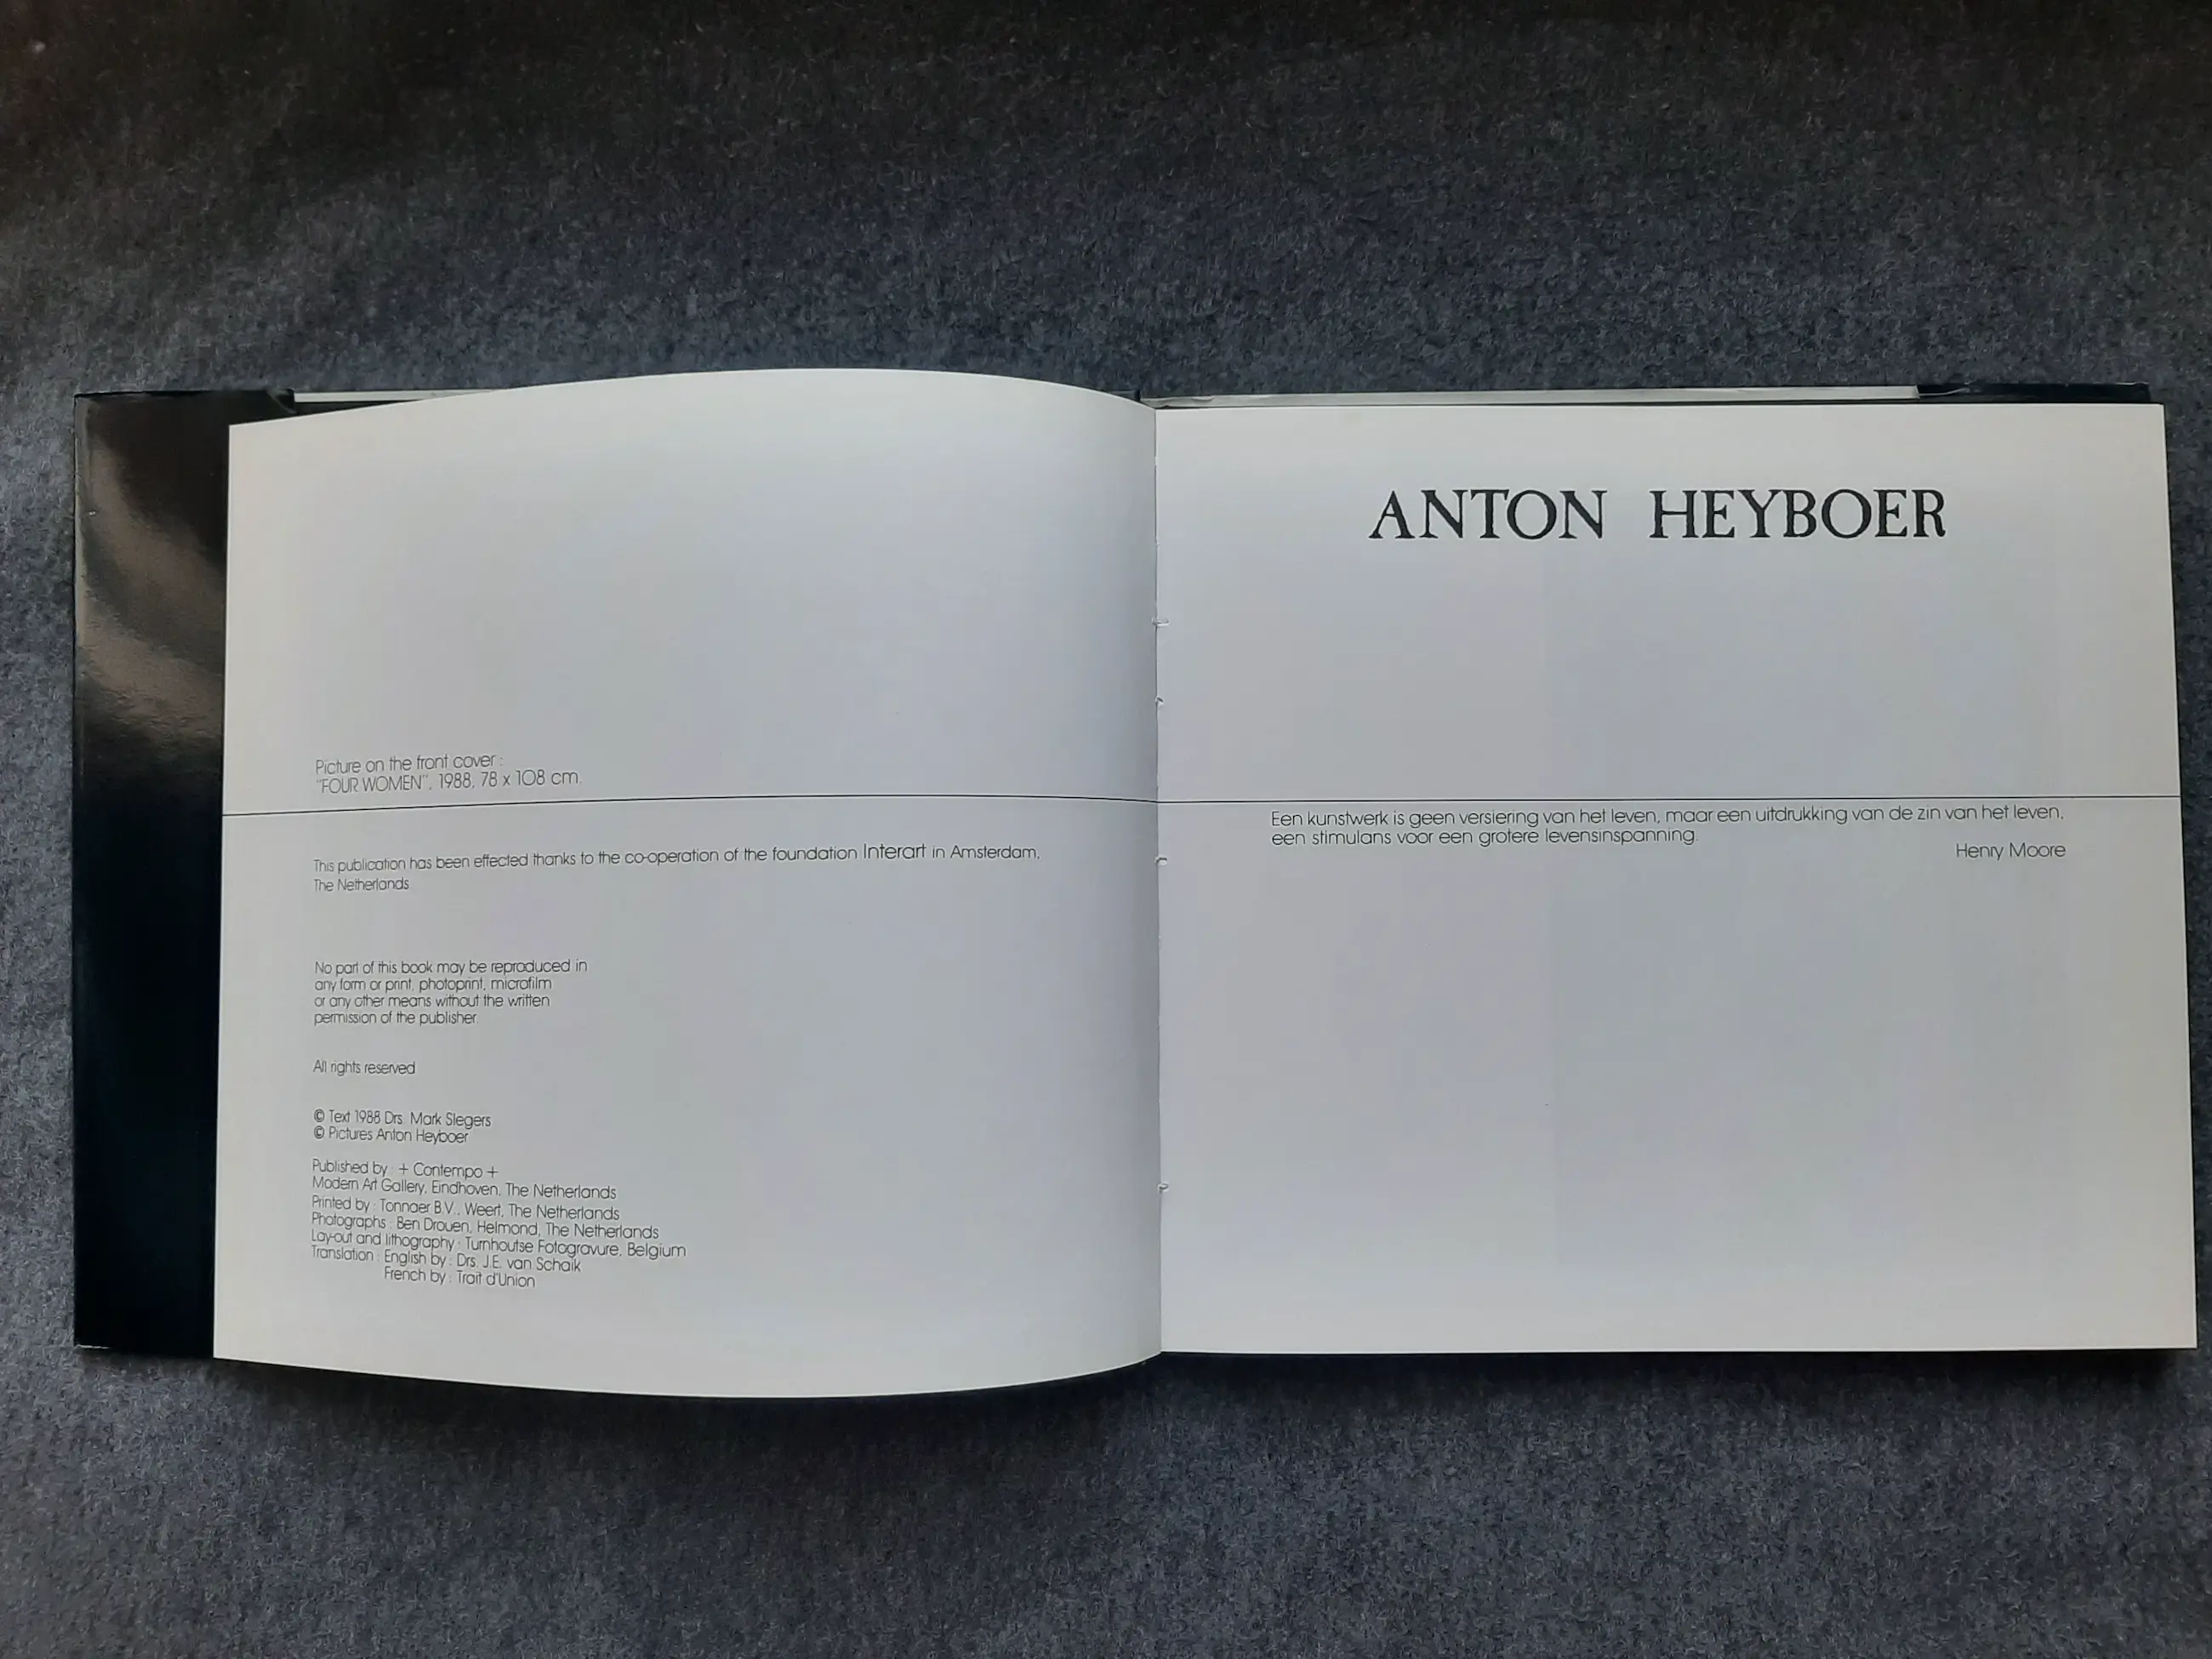 Picture on the front cover :
"FOUR WOMEN", 1988, 78 x 108 cm.
This publication has been effected thanks to the co-operation of the foundation Interart in Amsterdam,
The Netherlands
No part of this book may be reproduced in
any form or print, photoprint, microfilm
or any other means without the written
permission of the publisher.
All rights reserved
© Text 1988 Drs. Mark Slegers
© Pictures Anton Heyboer
Published by : + Contempo +
Modern Art Gallery, Eindhoven, The Netherlands
Printed by : Tonnaer B.V., Weert, The Netherlands
Photographs : Ben Drouen, Helmond, The Netherlands
Lay-out and lithography : Turnhoutse Fotogravure, Belgium
Translation : English by : Drs. J.E. van Schaik
French by : Trait d'Union
ANTON HEYBOER
Een kunstwerk is geen versiering van het leven, maar een uitdrukking van de zin van het leven,
een stimulans voor een grotere levensinspanning.
Henry Moore